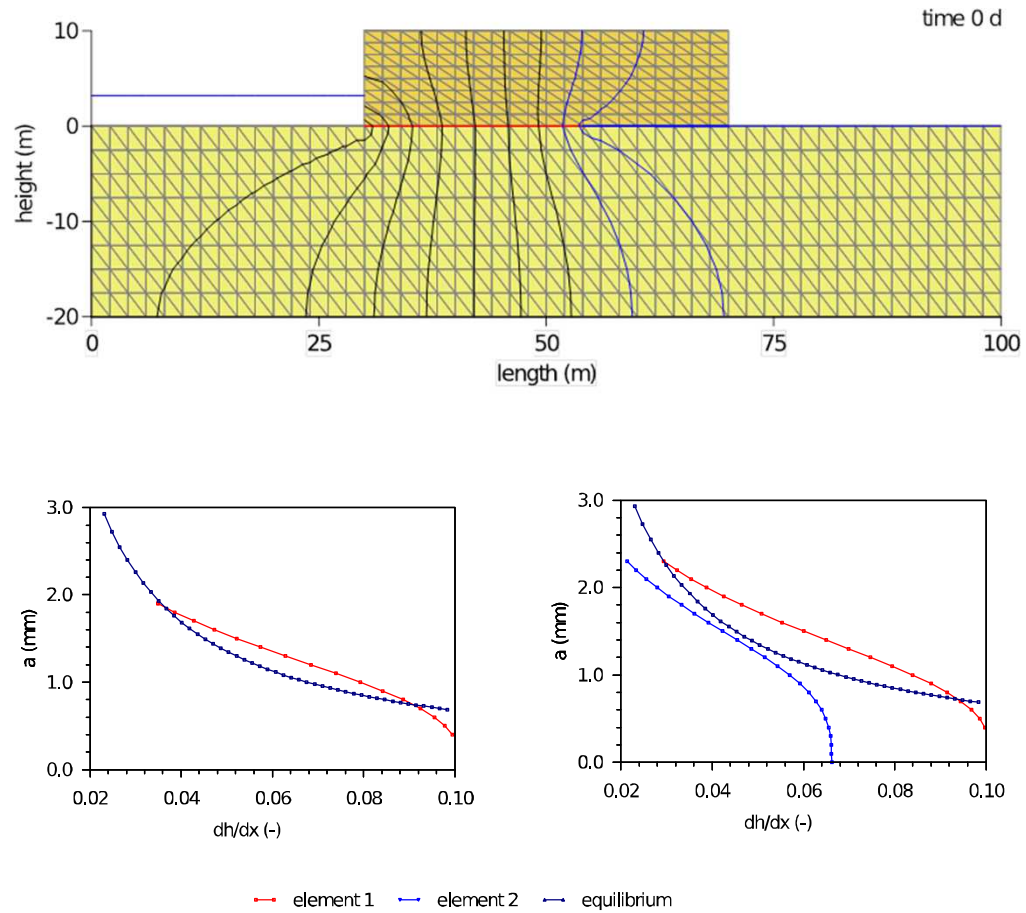 time 0 d
10
0
-10
-20
height (m)
0 25 50 75 100
length (m)
3.0
2.0
1.0
0.0
a (mm)
0.02 0.04 0.06 0.08 0.10
dh/dx (-)
3.0
2.0
1.0
0.0
a (mm)
0.02 0.04 0.06 0.08 0.10
dh/dx (-)
element 1 element 2 equilibrium